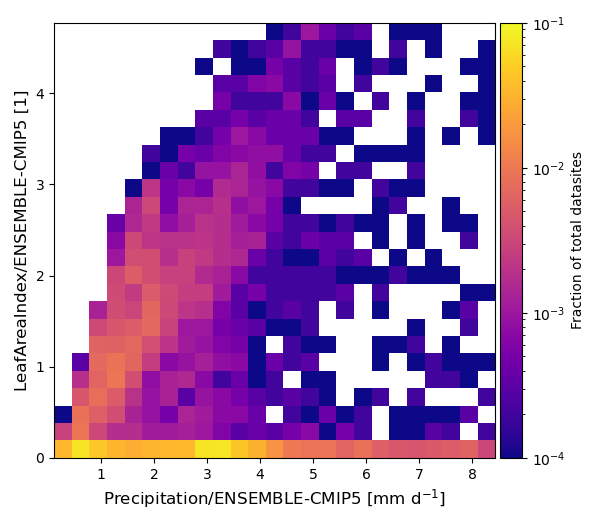 LeafAreaIndex/ENSEMBLE-CMIP5 [1]
4
3
2
1
0
1 2 3 4 5 6 7 8
Precipitation/ENSEMBLE-CMIP5 [mm d⁻¹]
10⁻¹
10⁻²
10⁻³
10⁻⁴
Fraction of total datasites